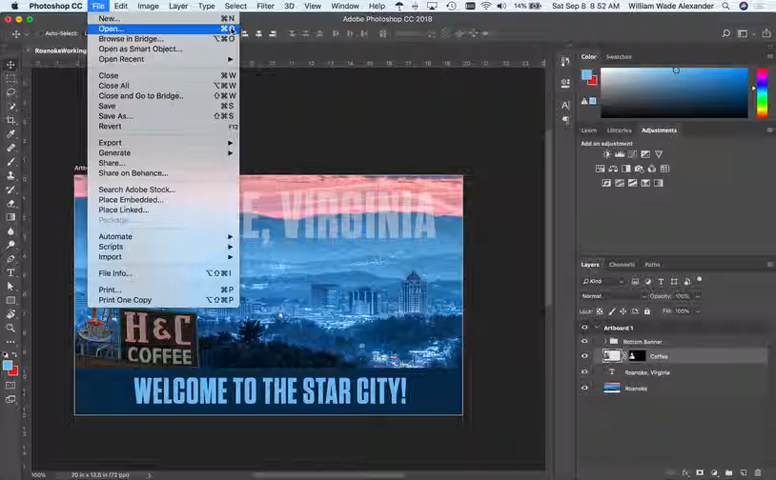 Photoshop CC File Edit Image Layer Type Select Filter 3D View Window Help 14% Sat Sep 8 8:52 AM William Wade Alexander
Adobe Photoshop CC 2018
Auto-Select:
RoanokeWorking
New... ⌘N
Open... ⌘O
Browse in Bridge... ⌥⌘O
Open as Smart Object...
Open Recent
Close ⌘W
Close All ⌥⌘W
Close and Go to Bridge... ⇧⌘W
Save ⌘S
Save As... ⇧⌘S
Revert F12
Export
Generate
Share...
Share on Behance...
Search Adobe Stock...
Place Embedded...
Place Linked...
Package...
Automate
Scripts
Import
File Info... ⌥⇧⌘I
Print... ⌘P
Print One Copy ⌥⇧⌘P
E, VIRGINIA
H&C
COFFEE
WELCOME TO THE STAR CITY!
100% 20 in x 13.5 in (72 ppi)
Color Swatches
Learn Libraries Adjustments
Add an adjustment
Layers Channels Paths
Kind
Normal Opacity: 100%
Lock: Fill: 100%
Artboard 1
Bottom Banner
Coffee
T Roanoke, Virginia
Roanoke